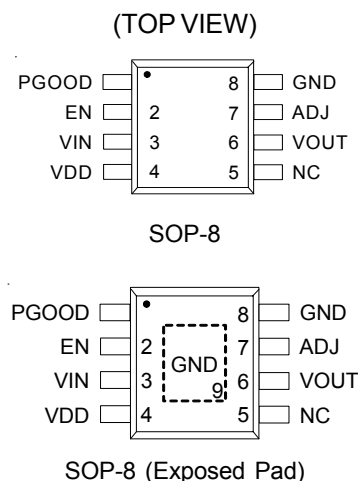 (TOP VIEW)
PGOOD 8 GND
EN 2 7 ADJ
VIN 3 6 VOUT
VDD 4 5 NC
SOP-8
PGOOD 8 GND
EN 2 GND 7 ADJ
VIN 3 9 6 VOUT
VDD 4 5 NC
SOP-8 (Exposed Pad)